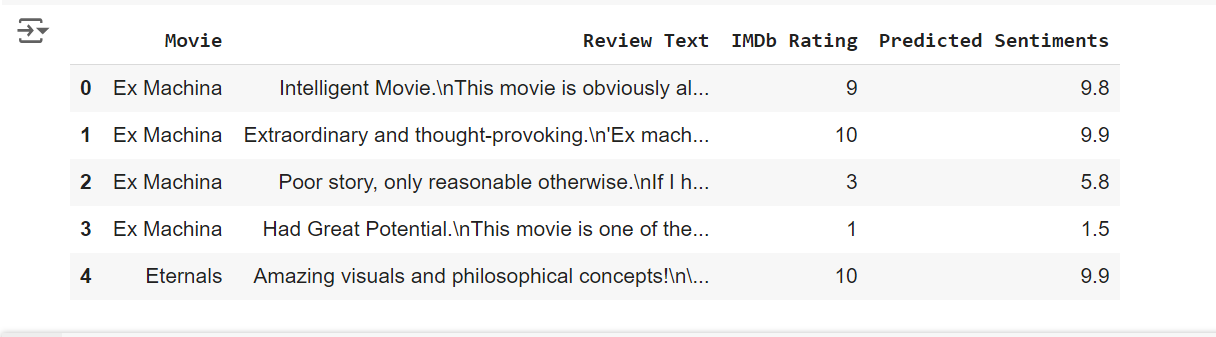 Movie Review Text IMDb Rating Predicted Sentiments
0 Ex Machina Intelligent Movie.\nThis movie is obviously al... 9 9.8
1 Ex Machina Extraordinary and thought-provoking.\n'Ex mach... 10 9.9
2 Ex Machina Poor story, only reasonable otherwise.\nIf I h... 3 5.8
3 Ex Machina Had Great Potential.\nThis movie is one of the... 1 1.5
4 Eternals Amazing visuals and philosophical concepts!\n\... 10 9.9